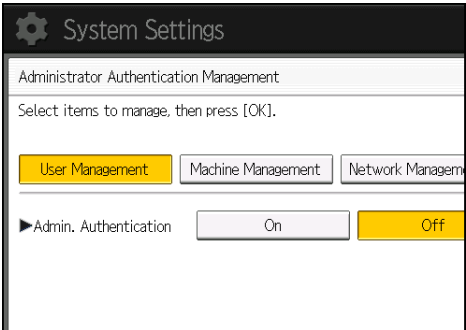 System Settings
Administrator Authentication Management
Select items to manage, then press [OK].
User Management Machine Management Network Managem
►Admin. Authentication On Off